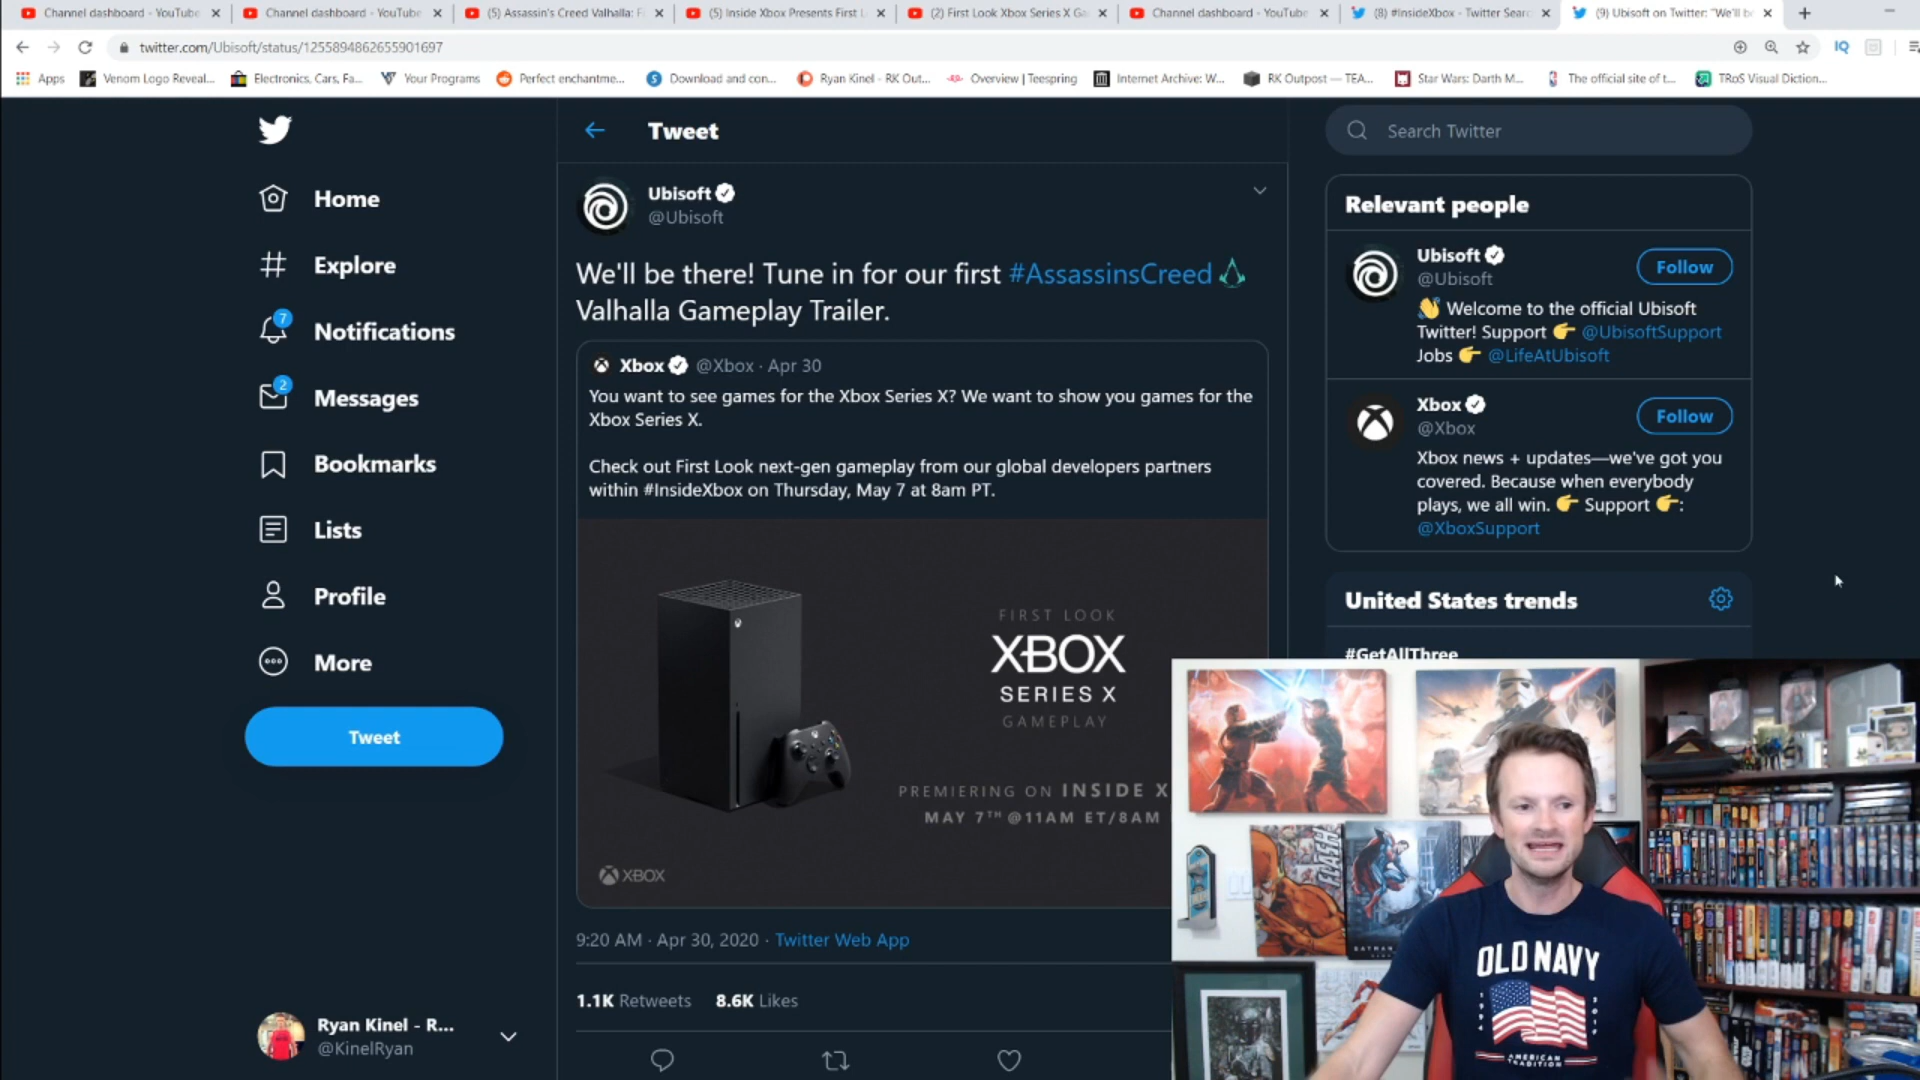 Channel dashboard - YouTube
Channel dashboard - YouTube
(5) Assassin's Creed Valhalla: F
(5) Inside Xbox Presents First L
(2) First Look Xbox Series X Ga
Channel dashboard - YouTube
(8) #InsideXbox - Twitter Searc
(9) Ubisoft on Twitter: "We'll b
twitter.com/Ubisoft/status/1255894862655901697
IQ
Apps
Venom Logo Reveal...
Electronics, Cars, Fa...
Your Programs
Perfect enchantme...
Download and con...
Ryan Kinel - RK Out...
Overview | Teespring
Internet Archive: W...
RK Outpost — TEA...
Star Wars: Darth M...
The official site of t...
TRoS Visual Diction...
Home
Explore
7
Notifications
2
Messages
Bookmarks
Lists
Profile
More
Tweet
Ryan Kinel - R...
@KinelRyan
Tweet
Ubisoft
@Ubisoft
We'll be there! Tune in for our first #AssassinsCreed
Valhalla Gameplay Trailer.
Xbox @Xbox · Apr 30
You want to see games for the Xbox Series X? We want to show you games for the
Xbox Series X.
Check out First Look next-gen gameplay from our global developers partners
within #InsideXbox on Thursday, May 7 at 8am PT.
FIRST LOOK
XBOX
SERIES X
GAMEPLAY
PREMIERING ON INSIDE X
MAY 7TH @11AM ET/8AM
XBOX
9:20 AM · Apr 30, 2020 · Twitter Web App
1.1K Retweets 8.6K Likes
Search Twitter
Relevant people
Ubisoft
@Ubisoft
Follow
👋 Welcome to the official Ubisoft
Twitter! Support 👉 @UbisoftSupport
Jobs 👉 @LifeAtUbisoft
Xbox
@Xbox
Follow
Xbox news + updates—we've got you
covered. Because when everybody
plays, we all win. 👉 Support 👉:
@XboxSupport
United States trends
#GetAllThree
FLASH
BATMAN
OLD NAVY
1994
AMERICAN
TRADITION